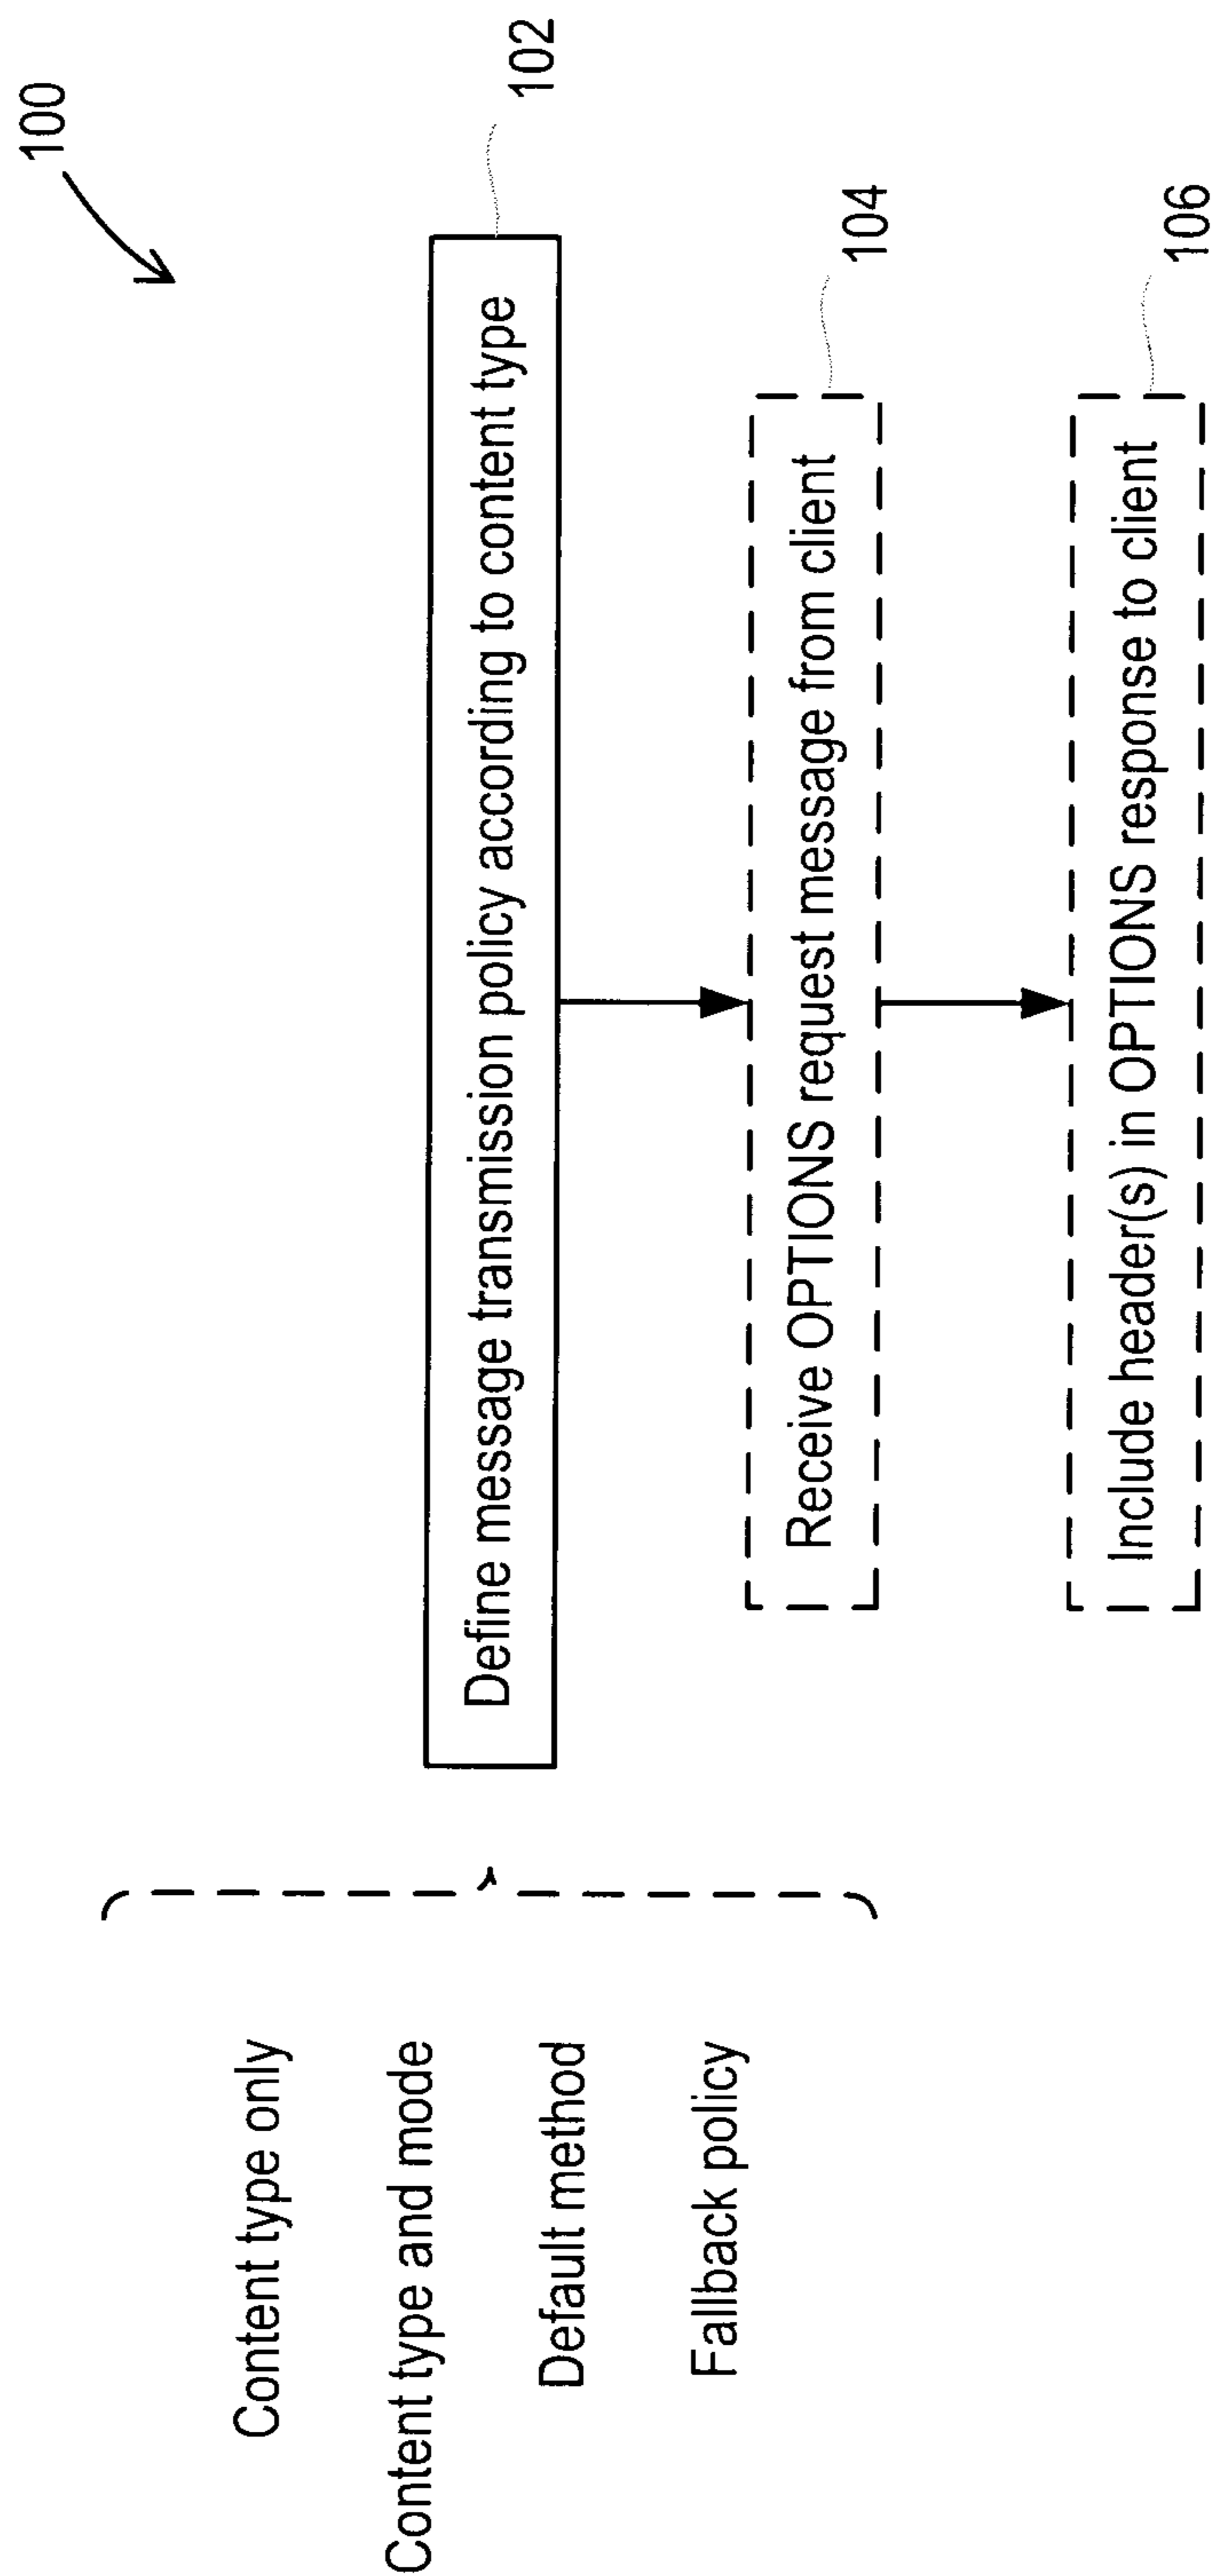 100
Content type only
Content type and mode
Default method
Fallback policy
Define message transmission policy according to content type
102
Receive OPTIONS request message from client
104
Include header(s) in OPTIONS response to client
106